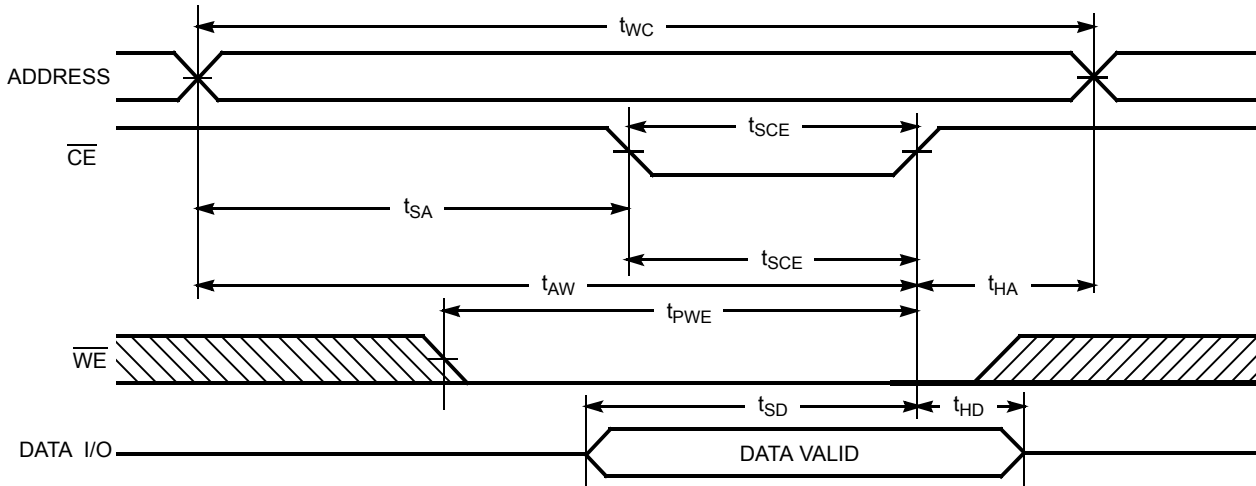 tWC
ADDRESS
tSCE
CE
tSA
tSCE
tAW
tHA
tPWE
WE
tSD
tHD
DATA I/O
DATA VALID